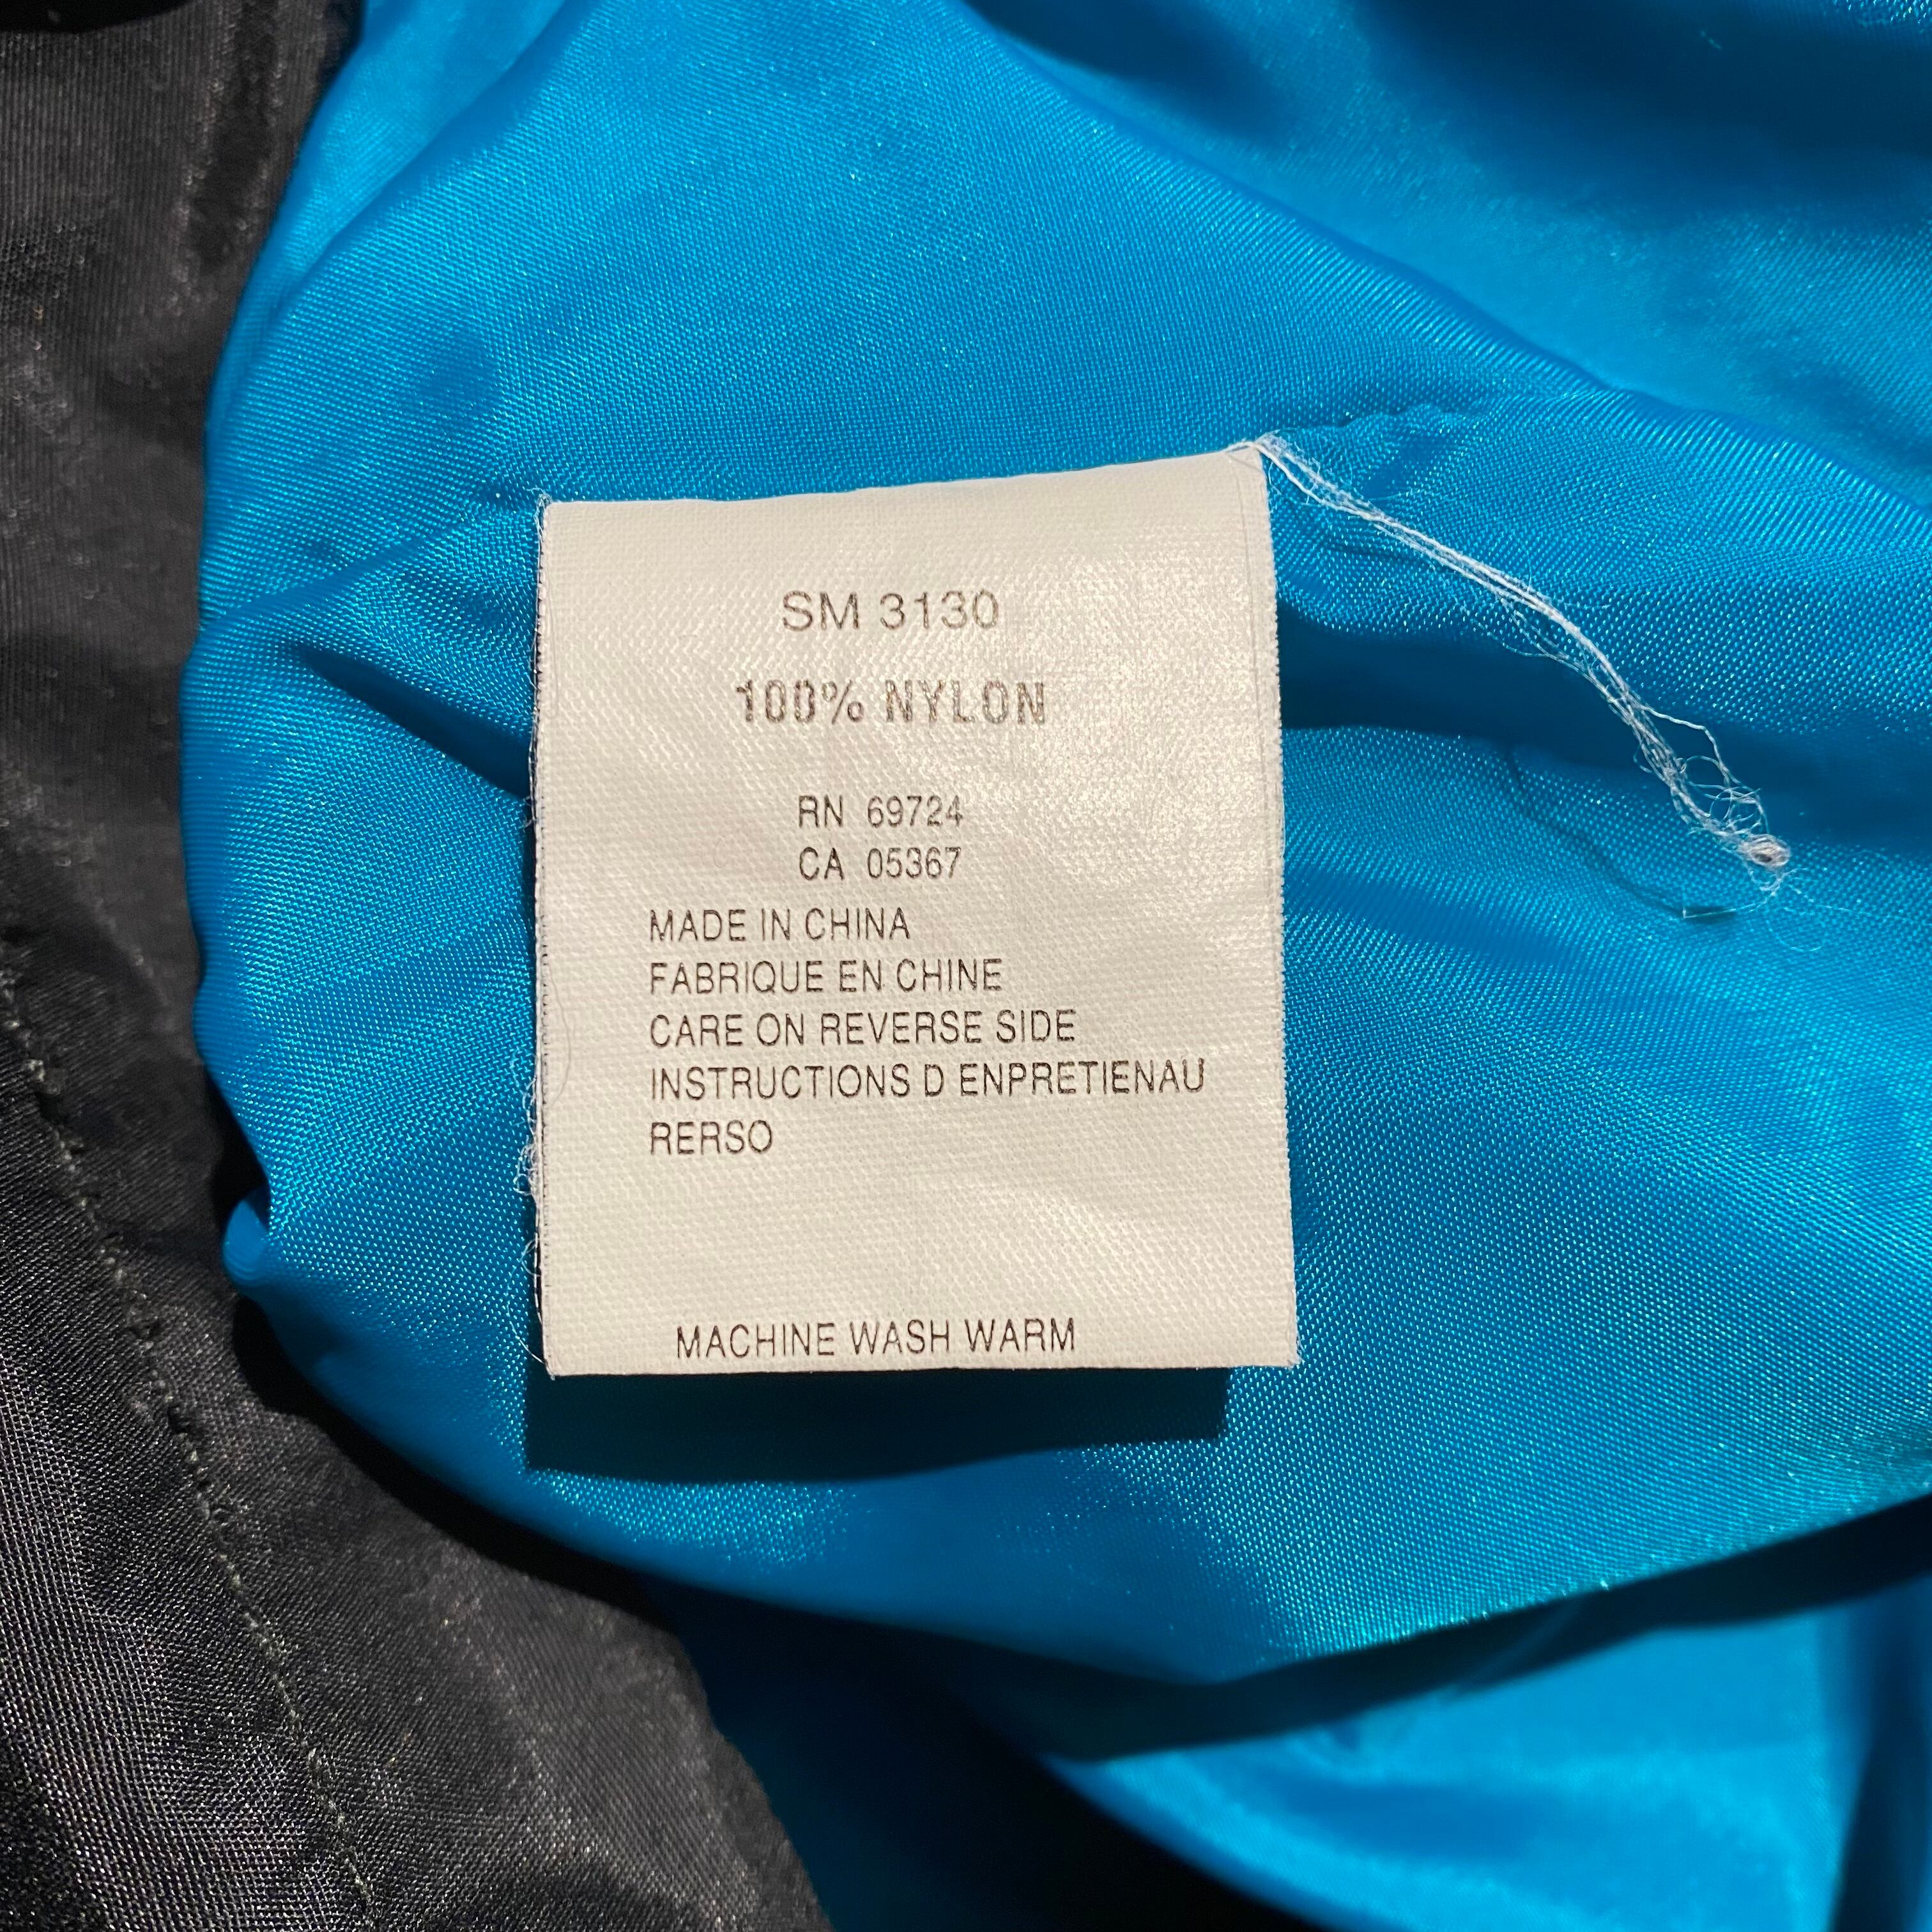 SM 3130
100% NYLON
RN 69724
CA 05367
MADE IN CHINA
FABRIQUE EN CHINE
CARE ON REVERSE SIDE
INSTRUCTIONS D ENPRETIENAU
RERSO
MACHINE WASH WARM